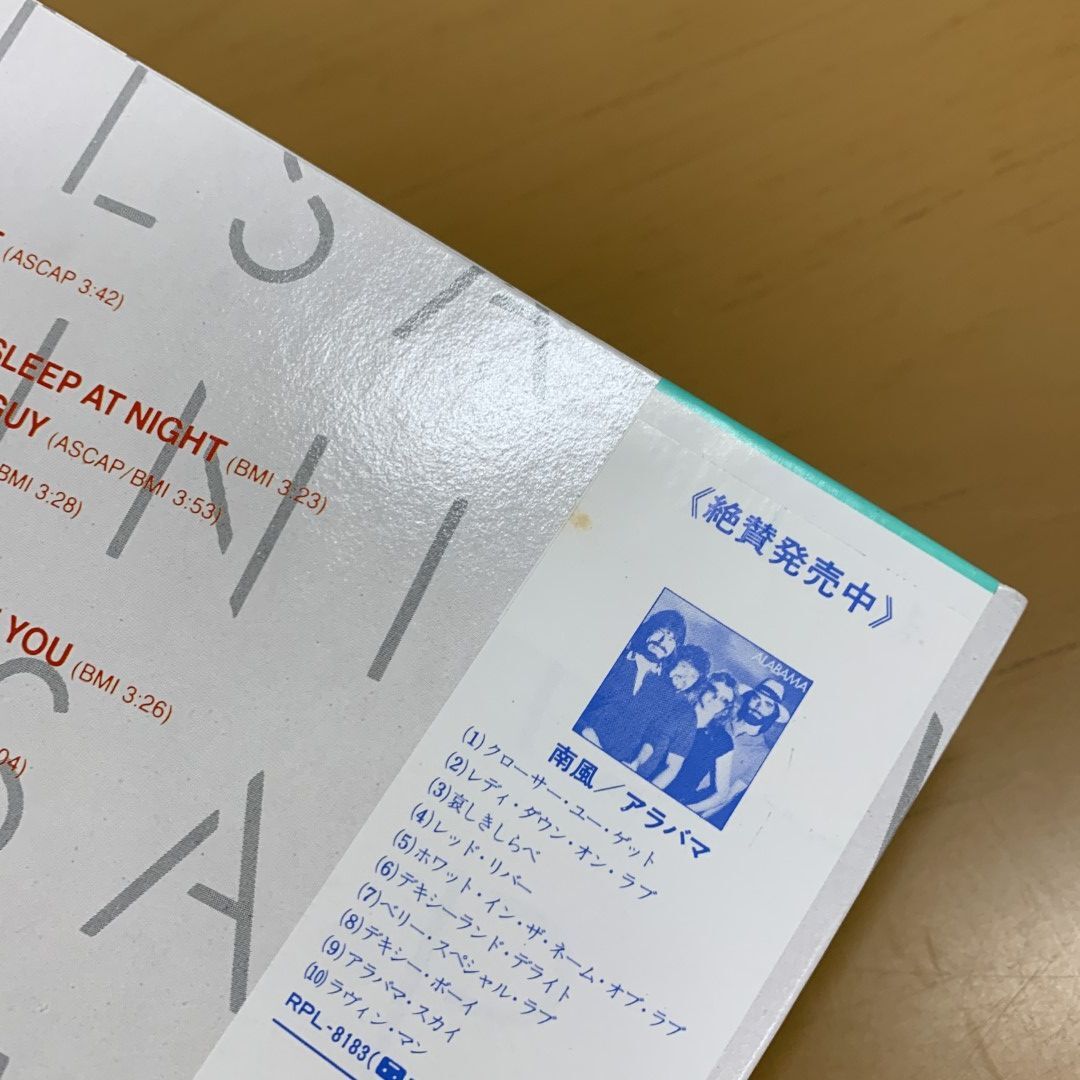 (ASCAP 3:42)
SLEEP AT NIGHT (BMI 3:23)
GUY (ASCAP/BMI 3:53)
BMI 3:28)
YOU (BMI 3:26)
04)
《絶賛発売中》
ALABAMA
南風/アラバマ
(1)クローサー・ユー・ゲット
(2)レディ・ダウン・オン・ラブ
(3)哀しきしらべ
(4)レッド・リバー
(5)ホワット・イン・ザ・ネーム・オブ・ラブ
(6)デキシーランド・デライト
(7)ベリー・スペシャル・ラブ
(8)デキシー・ボーイ
(9)アラバマ・スカイ
(10)ラヴィン・マン
RPL-8183(